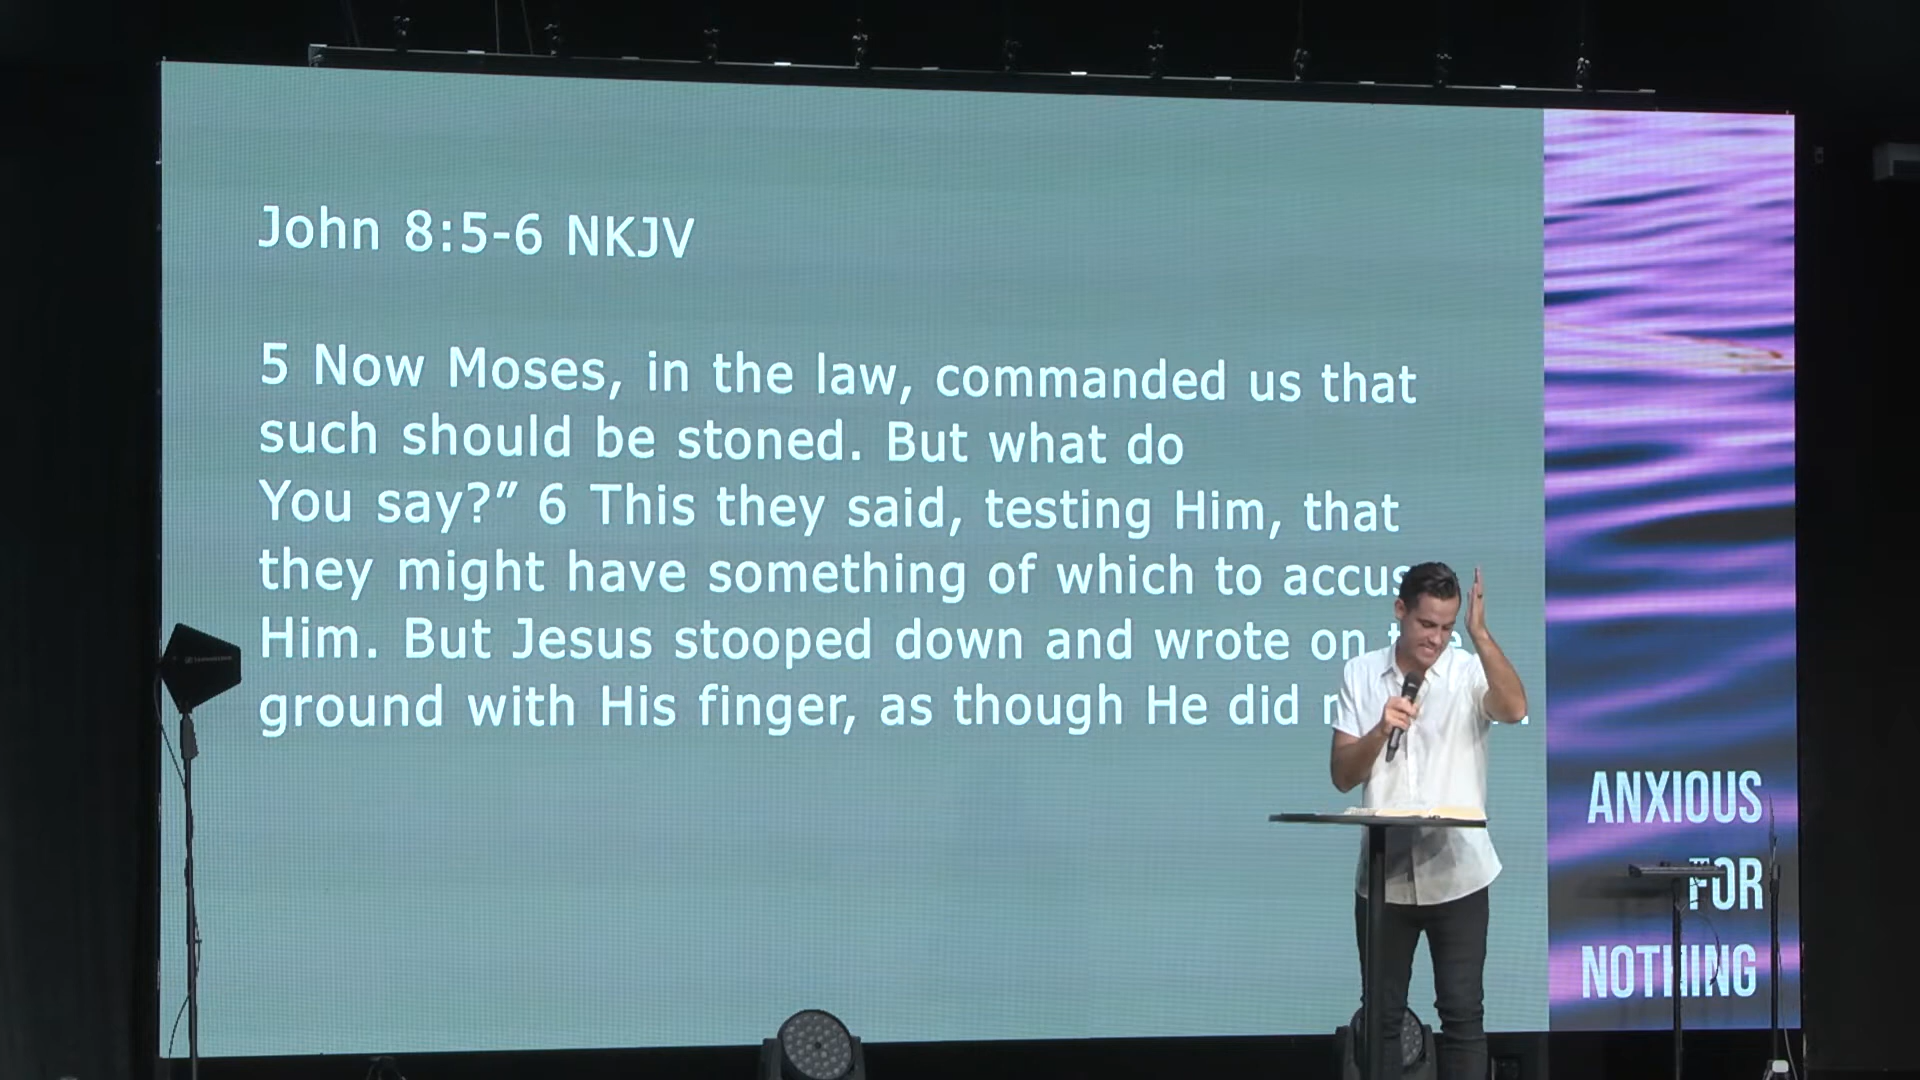 John 8:5-6 NKJV
5 Now Moses, in the law, commanded us that
such should be stoned. But what do
You say?” 6 This they said, testing Him, that
they might have something of which to
Him. But Jesus stooped down and wrote on
ground with His finger, as though He did
ANXIOUS
FOR
NOTHING